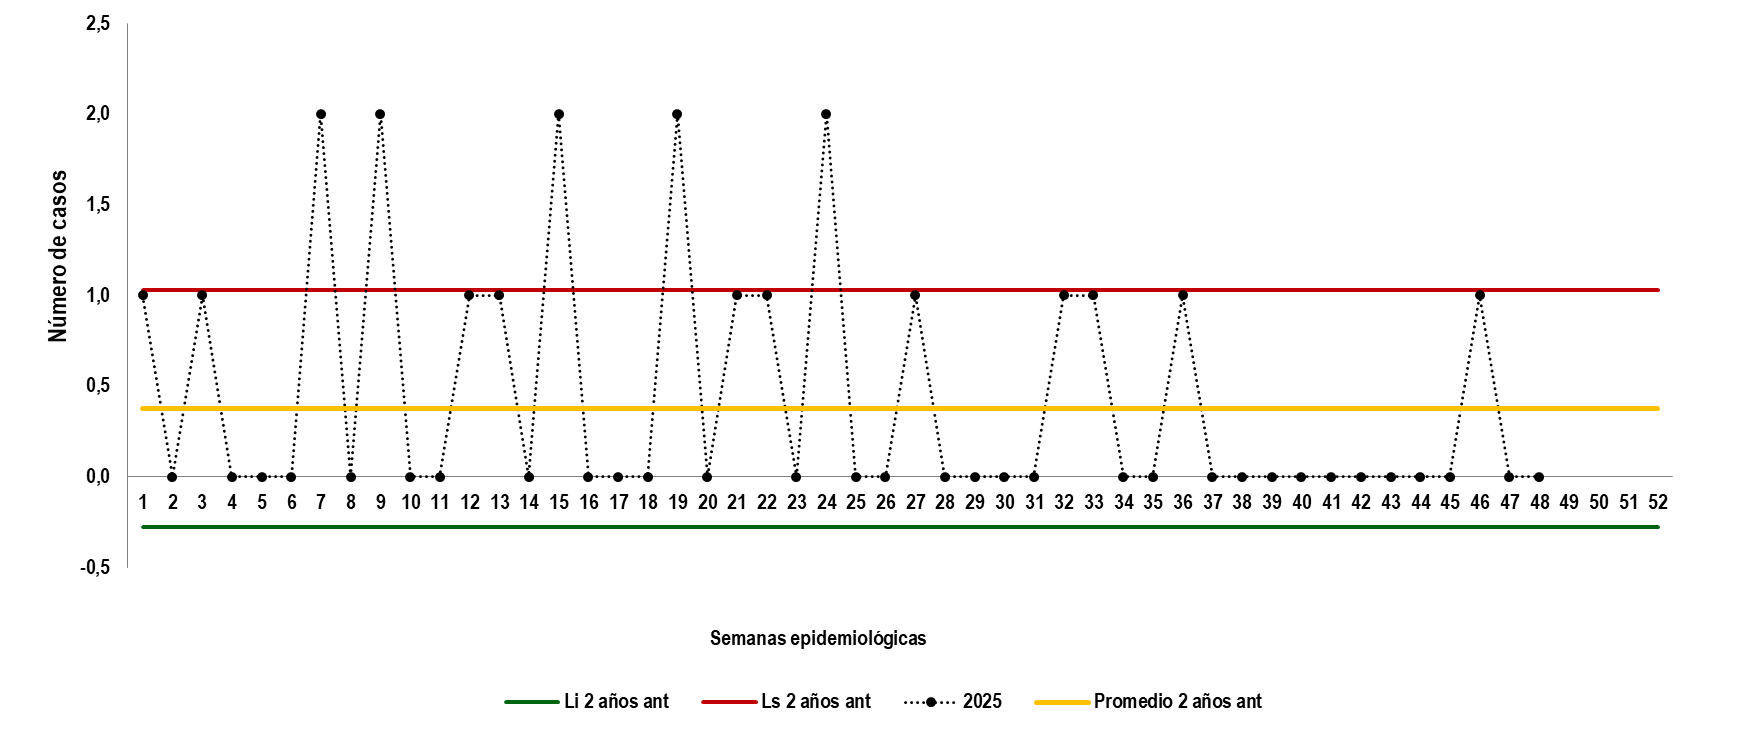 2,5
2,0
1,5
1,0
0,5
0,0
-0,5
Número de casos
1 2 3 4 5 6 7 8 9 10 11 12 13 14 15 16 17 18 19 20 21 22 23 24 25 26 27 28 29 30 31 32 33 34 35 36 37 38 39 40 41 42 43 44 45 46 47 48 49 50 51 52
Semanas epidemiológicas
Li 2 años ant Ls 2 años ant 2025 Promedio 2 años ant